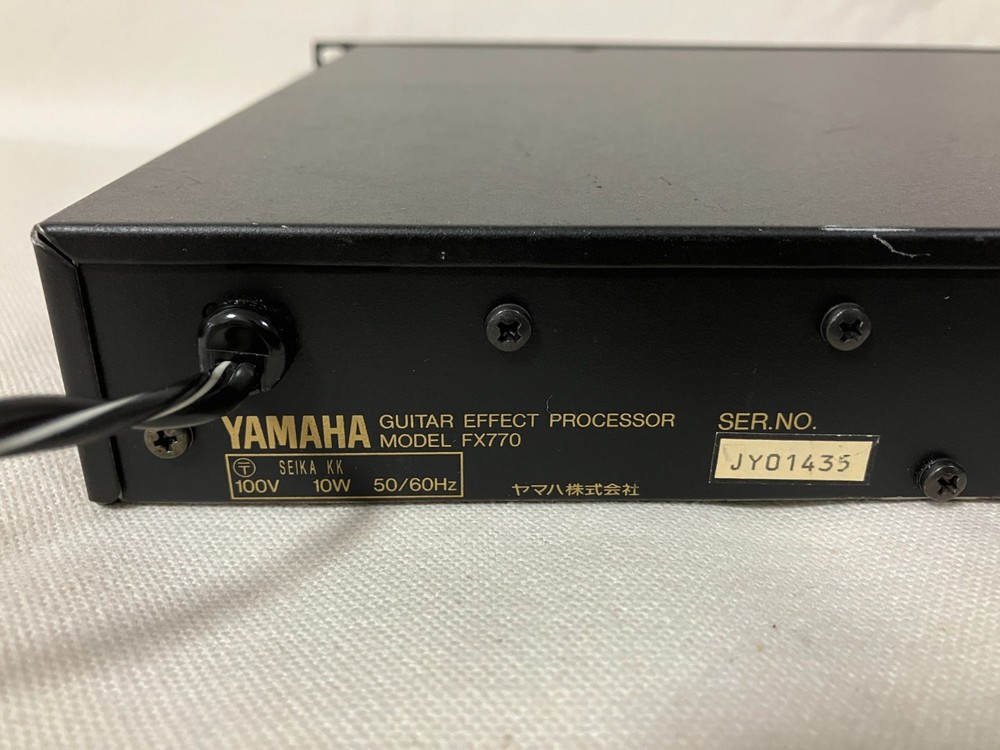 YAMAHA GUITAR EFFECT PROCESSOR
MODEL FX770
SER.NO.
JY01435
〒 SEIKA KK
100V 10W 50/60Hz
ヤマハ株式会社